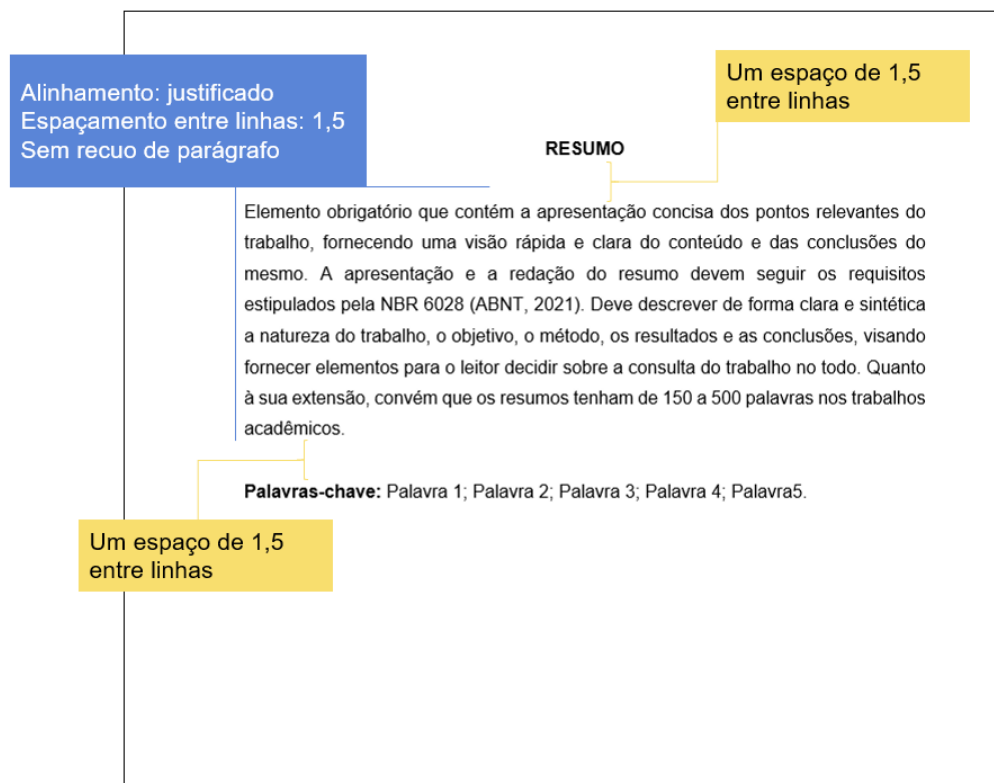 Alinhamento: justificado
Espaçamento entre linhas: 1,5
Sem recuo de parágrafo
Um espaço de 1,5
entre linhas
RESUMO
Elemento obrigatório que contém a apresentação concisa dos pontos relevantes do
trabalho, fornecendo uma visão rápida e clara do conteúdo e das conclusões do
mesmo. A apresentação e a redação do resumo devem seguir os requisitos
estipulados pela NBR 6028 (ABNT, 2021). Deve descrever de forma clara e sintética
a natureza do trabalho, o objetivo, o método, os resultados e as conclusões, visando
fornecer elementos para o leitor decidir sobre a consulta do trabalho no todo. Quanto
à sua extensão, convém que os resumos tenham de 150 a 500 palavras nos trabalhos
acadêmicos.
Palavras-chave: Palavra 1; Palavra 2; Palavra 3; Palavra 4; Palavra5.
Um espaço de 1,5
entre linhas